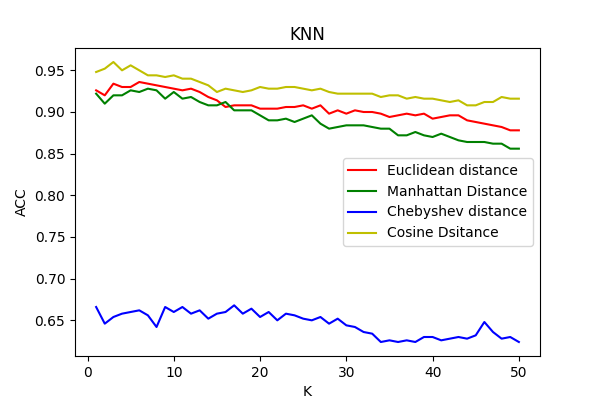 KNN
ACC
0.95
0.90
0.85
0.80
0.75
0.70
0.65
Euclidean distance
Manhattan Distance
Chebyshev distance
Cosine Dsitance
0 10 20 30 40 50
K